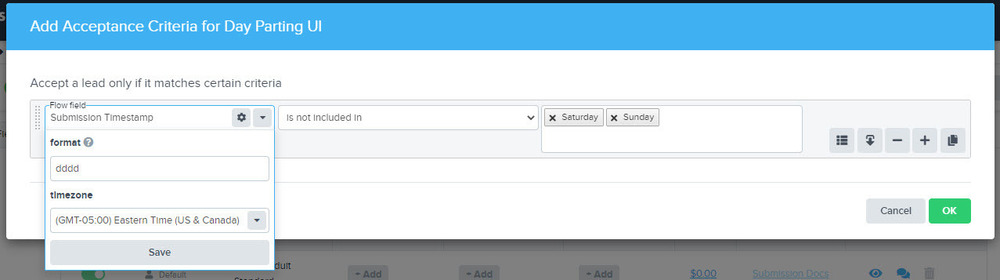 Add Acceptance Criteria for Day Parting UI
Accept a lead only if it matches certain criteria
Flow field
Submission Timestamp
is not included in
Saturday Sunday
format
dddd
timezone
(GMT-05:00) Eastern Time (US & Canada)
Save
Cancel OK
Default
Standard
+ Add + Add + Add $0.00 Submission Docs